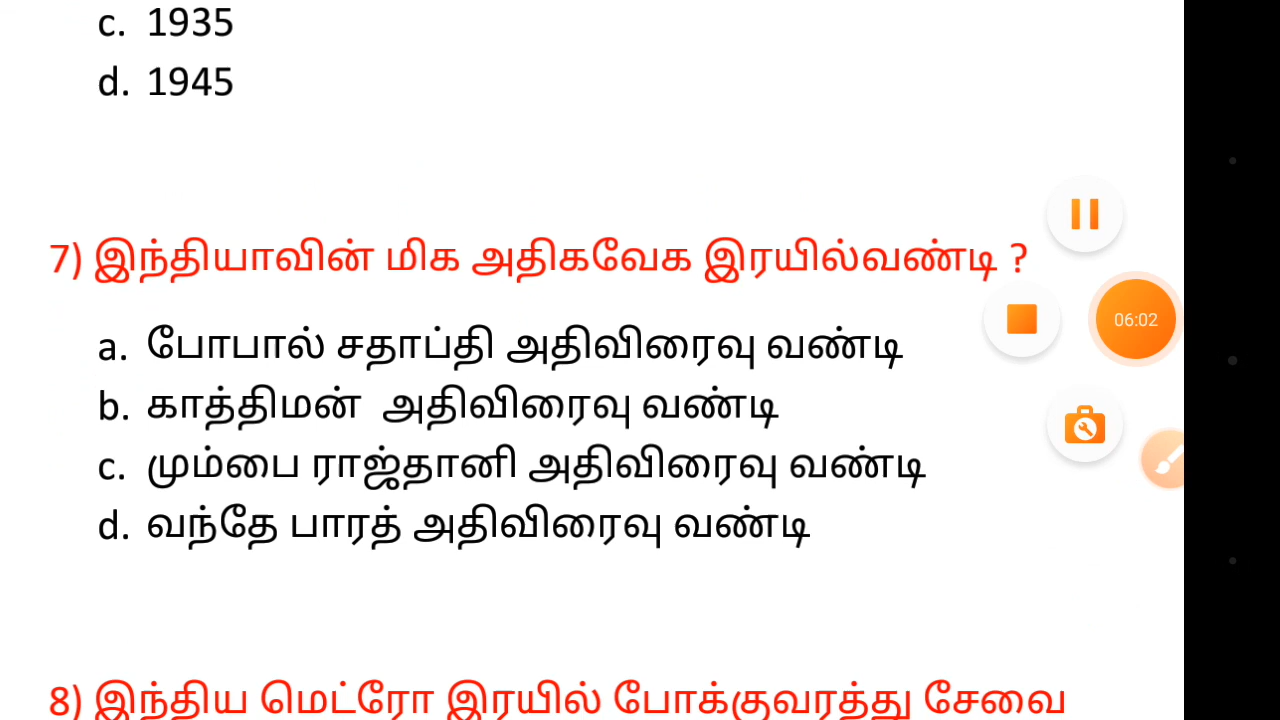 c. 1935
d. 1945
7) இந்தியாவின் மிக அதிகவேக இரயில்வண்டி ?
a. போபால் சதாப்தி அதிவிரைவு வண்டி
b. காத்திமன் அதிவிரைவு வண்டி
c. மும்பை ராஜ்தானி அதிவிரைவு வண்டி
d. வந்தே பாரத் அதிவிரைவு வண்டி
06:02
8) இந்திய மெட்ரோ இரயில் போக்குவரத்து சேவை